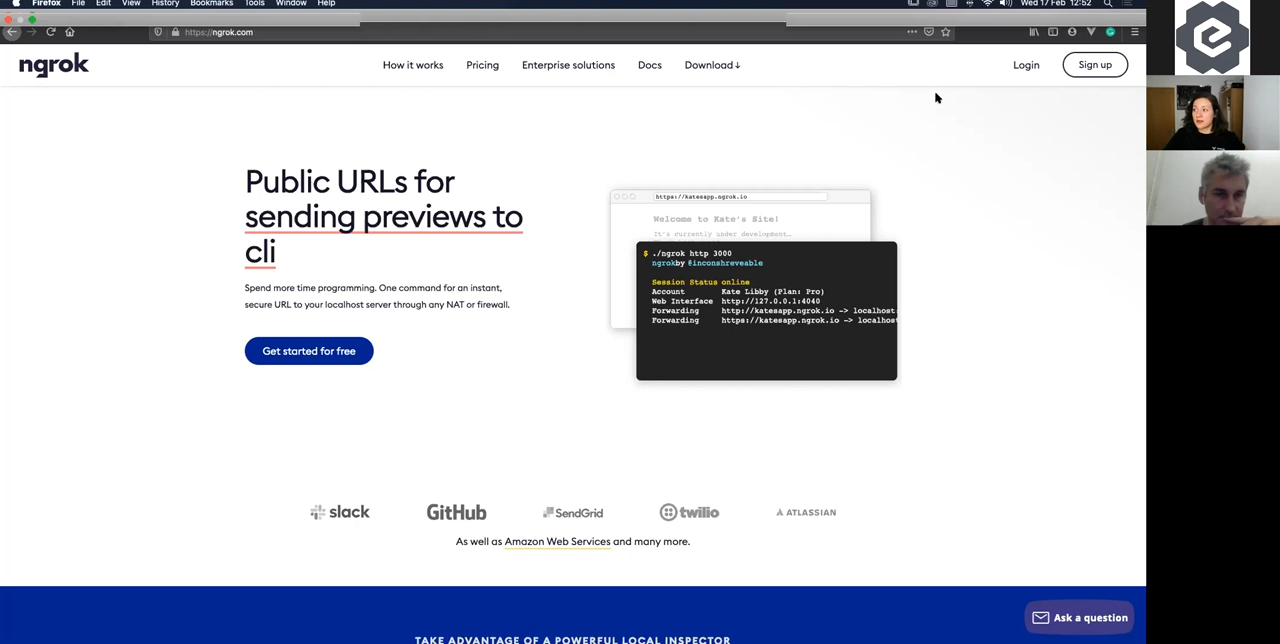 Firefox File Edit View History Bookmarks Tools Window Help
Wed 17 Feb 12:52
https://ngrok.com
ngrok
How it works Pricing Enterprise solutions Docs Download↓
Login Sign up
Public URLs for
sending previews to
cli
Spend more time programming. One command for an instant,
secure URL to your localhost server through any NAT or firewall.
Get started for free
https://katesapp.ngrok.io
Welcome to Kate's Site!
It's currently under development…
$ ./ngrok http 3000
ngrokby @inconshreveable
Session Status online
Account Kate Libby (Plan: Pro)
Web Interface http://127.0.0.1:4040
Forwarding http://katesapp.ngrok.io -> localhost:
Forwarding https://katesapp.ngrok.io -> localhost
slack GitHub SendGrid twilio ATLASSIAN
As well as Amazon Web Services and many more.
TAKE ADVANTAGE OF A POWERFUL LOCAL INSPECTOR
Ask a question